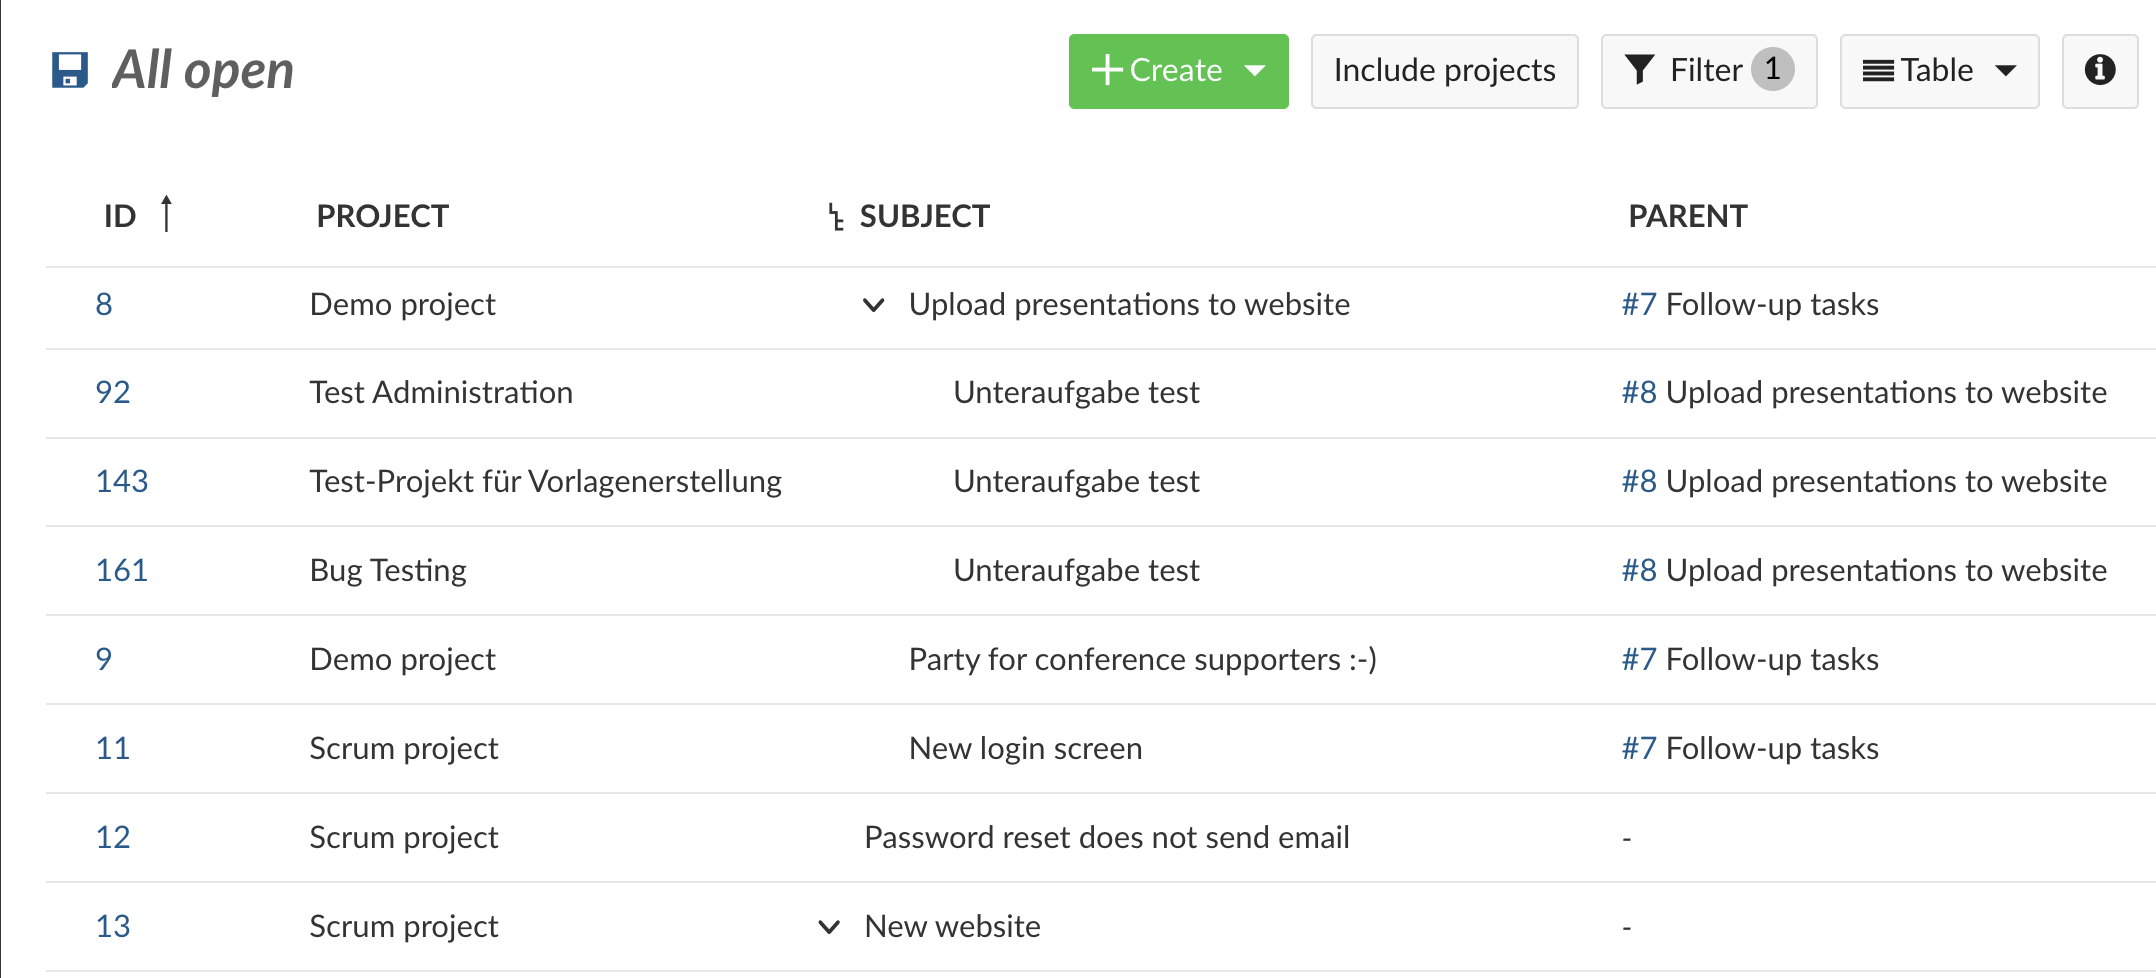 All open
Create Include projects Filter 1 Table
ID PROJECT SUBJECT PARENT
8 Demo project Upload presentations to website #7 Follow-up tasks
92 Test Administration Unteraufgabe test #8 Upload presentations to website
143 Test-Projekt für Vorlagenerstellung Unteraufgabe test #8 Upload presentations to website
161 Bug Testing Unteraufgabe test #8 Upload presentations to website
9 Demo project Party for conference supporters :-) #7 Follow-up tasks
11 Scrum project New login screen #7 Follow-up tasks
12 Scrum project Password reset does not send email -
13 Scrum project New website -